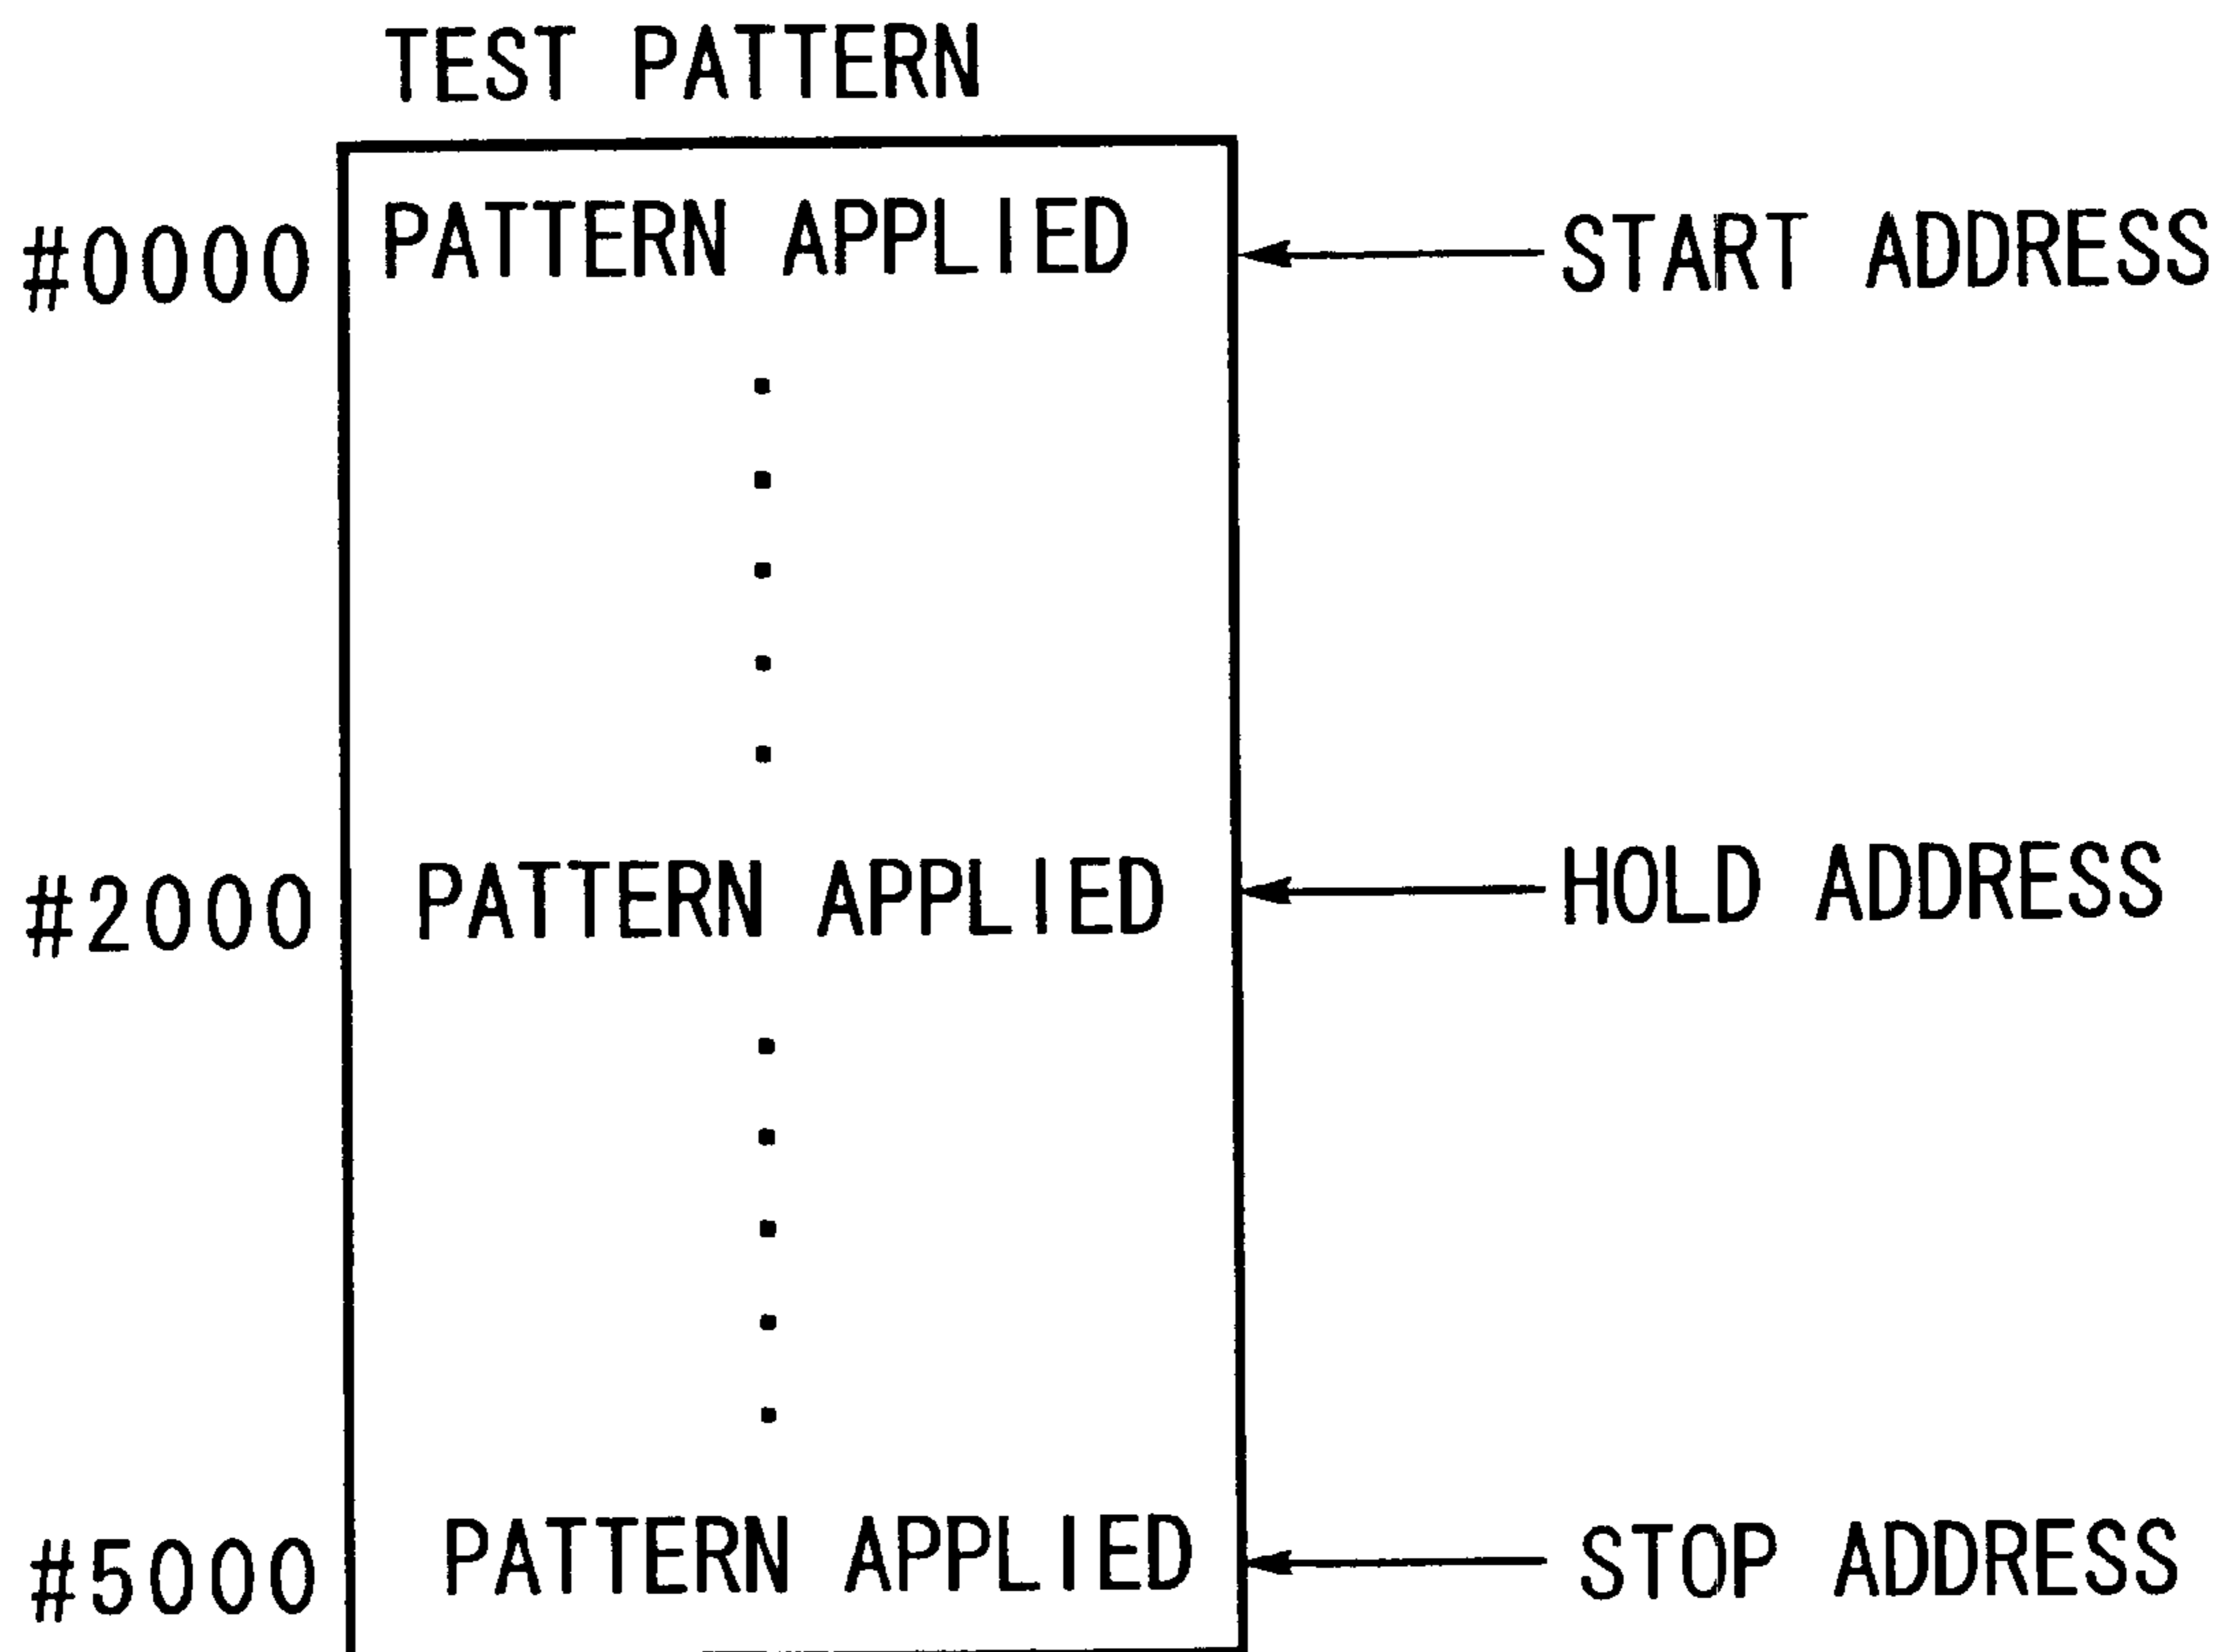 TEST PATTERN
#0000 PATTERN APPLIED START ADDRESS
#2000 PATTERN APPLIED HOLD ADDRESS
#5000 PATTERN APPLIED STOP ADDRESS